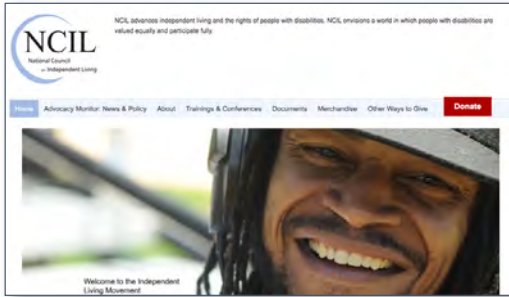 NCIL advances independent living and the rights of people with disabilities. NCIL envisions a world in which people with disabilities are
valued equally and participate fully.
NCIL
National Council
on Independent Living
Home Advocacy Monitor: News & Policy About Trainings & Conferences Documents Merchandise Other Ways to Give Donate
Welcome to the Independent
Living Movement